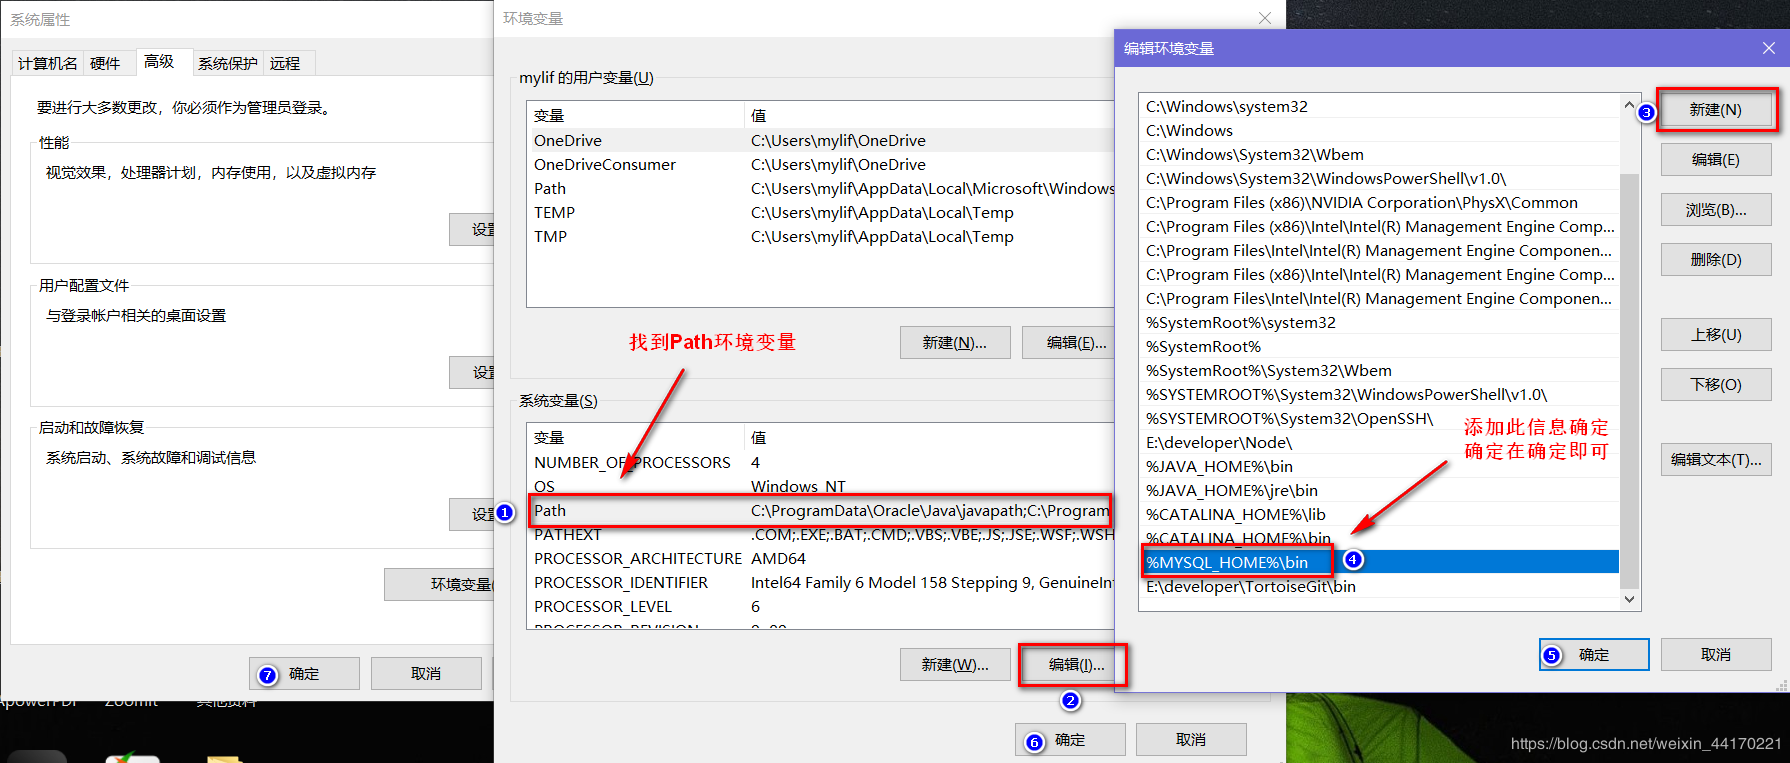 系统属性
计算机名
硬件
高级
系统保护
远程
要进行大多数更改，你必须作为管理员登录。
性能
视觉效果，处理器计划，内存使用，以及虚拟内存
用户配置文件
与登录帐户相关的桌面设置
启动和故障恢复
系统启动、系统故障和调试信息
环境变量(
7
确定
取消
ApowerPDF
ZoomIt
其他资料
环境变量
mylif 的用户变量(U)
变量 值
OneDrive C:\Users\mylif\OneDrive
OneDriveConsumer C:\Users\mylif\OneDrive
Path C:\Users\mylif\AppData\Local\Microsoft\Windows
TEMP C:\Users\mylif\AppData\Local\Temp
TMP C:\Users\mylif\AppData\Local\Temp
找到Path环境变量
新建(N)...
编辑(E)...
系统变量(S)
变量 值
NUMBER_OF_PROCESSORS 4
OS Windows_NT
1
Path C:\ProgramData\Oracle\Java\javapath;C:\Program
PATHEXT .COM;.EXE;.BAT;.CMD;.VBS;.VBE;.JS;.JSE;.WSF;.WSH
PROCESSOR_ARCHITECTURE AMD64
PROCESSOR_IDENTIFIER Intel64 Family 6 Model 158 Stepping 9, GenuineInt
PROCESSOR_LEVEL 6
新建(W)...
编辑(I)...
2
6
确定
取消
编辑环境变量
C:\Windows\system32
C:\Windows
C:\Windows\System32\Wbem
C:\Windows\System32\WindowsPowerShell\v1.0\
C:\Program Files (x86)\NVIDIA Corporation\PhysX\Common
C:\Program Files (x86)\Intel\Intel(R) Management Engine Comp...
C:\Program Files\Intel\Intel(R) Management Engine Componen...
C:\Program Files (x86)\Intel\Intel(R) Management Engine Comp...
C:\Program Files\Intel\Intel(R) Management Engine Componen...
%SystemRoot%\system32
%SystemRoot%
%SystemRoot%\System32\Wbem
%SYSTEMROOT%\System32\WindowsPowerShell\v1.0\
%SYSTEMROOT%\System32\OpenSSH\
E:\developer\Node\
%JAVA_HOME%\bin
%JAVA_HOME%\jre\bin
%CATALINA_HOME%\lib
%CATALINA_HOME%\bin
%MYSQL_HOME%\bin
E:\developer\TortoiseGit\bin
添加此信息确定
确定在确定即可
4
3
新建(N)
编辑(E)
浏览(B)...
删除(D)
上移(U)
下移(O)
编辑文本(T)...
5
确定
取消
https://blog.csdn.net/weixin_44170221